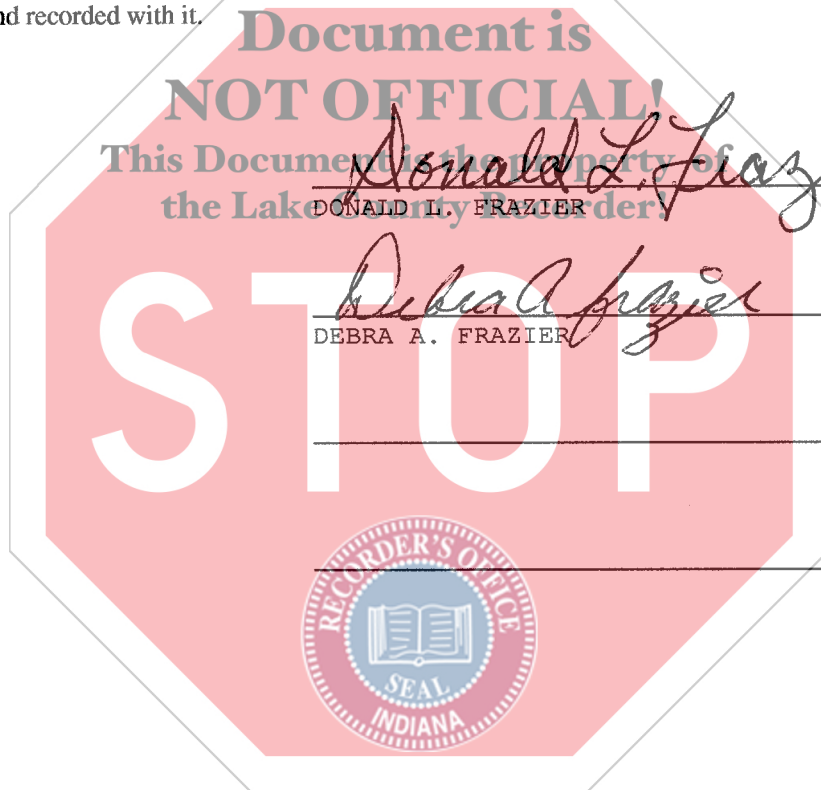 nd recorded with it.
Document is
NOT OFFICIAL!
This Document is the property of
the Lake County Recorder!
Donald L. Fraz
DONALD L. FRAZIER
Debra A Frazier
DEBRA A. FRAZIER
STOP
RECORDER'S OFFICE
SEAL
INDIANA